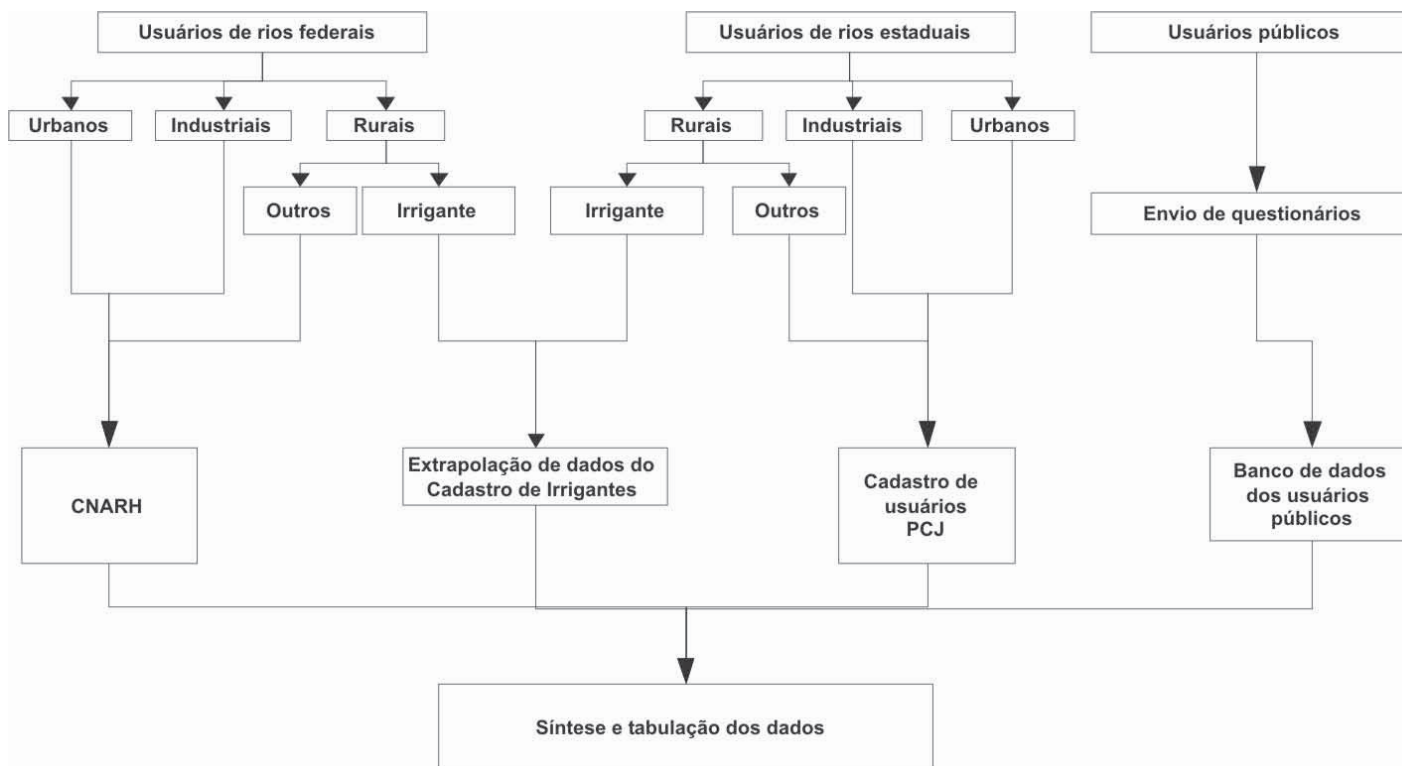 Usuários de rios federais
Usuários de rios estaduais
Usuários públicos
Urbanos
Industriais
Rurais
Rurais
Industriais
Urbanos
Outros
Irrigante
Irrigante
Outros
Envio de questionários
CNARH
Extrapolação de dados do
Cadastro de Irrigantes
Cadastro de
usuários
PCJ
Banco de dados
dos usuários
públicos
Síntese e tabulação dos dados